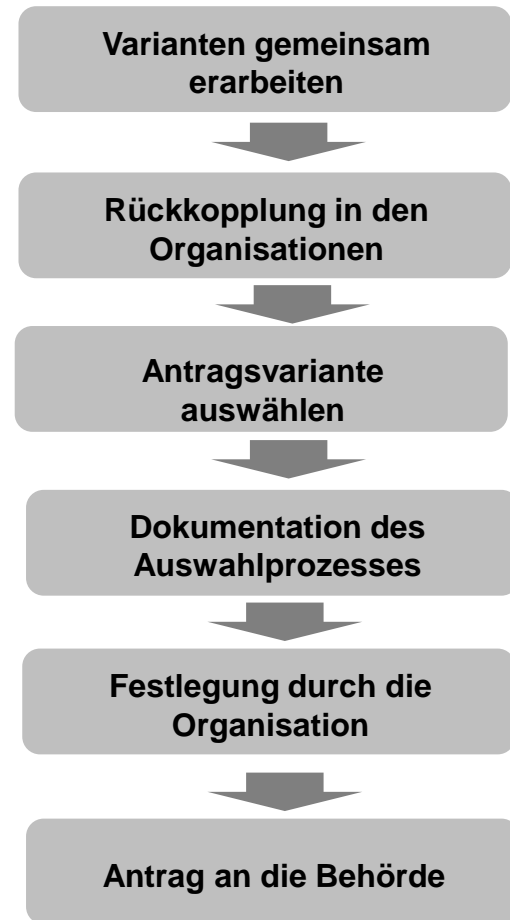 Varianten gemeinsam
erarbeiten
Rückkopplung in den
Organisationen
Antragsvariante
auswählen
Dokumentation des
Auswahlprozesses
Festlegung durch die
Organisation
Antrag an die Behörde